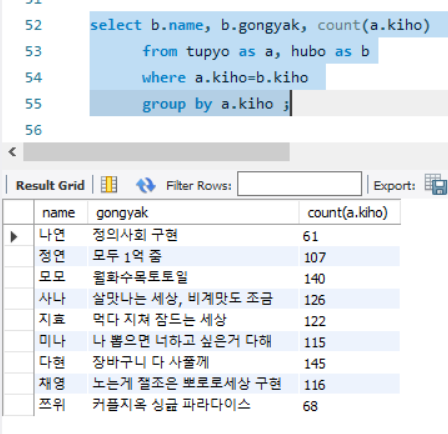 52 select b.name, b.gongyak, count(a.kiho)
53 from tupyo as a, hubo as b
54 where a.kiho=b.kiho
55 group by a.kiho ;
56
Result Grid Filter Rows: Export:
name gongyak count(a.kiho)
나연 정의사회 구현 61
정연 모두 1억 줌 107
모모 월화수목토토일 140
사나 살맛나는 세상, 비계맛도 조금 126
지효 먹다 지쳐 잠드는 세상 122
미나 나 뽑으면 너하고 싶은거 다해 115
다현 장바구니 다 사풀께 145
채영 노는게 젤조은 뽀로로세상 구현 116
쯔위 커플지옥 싱글 파라다이스 68